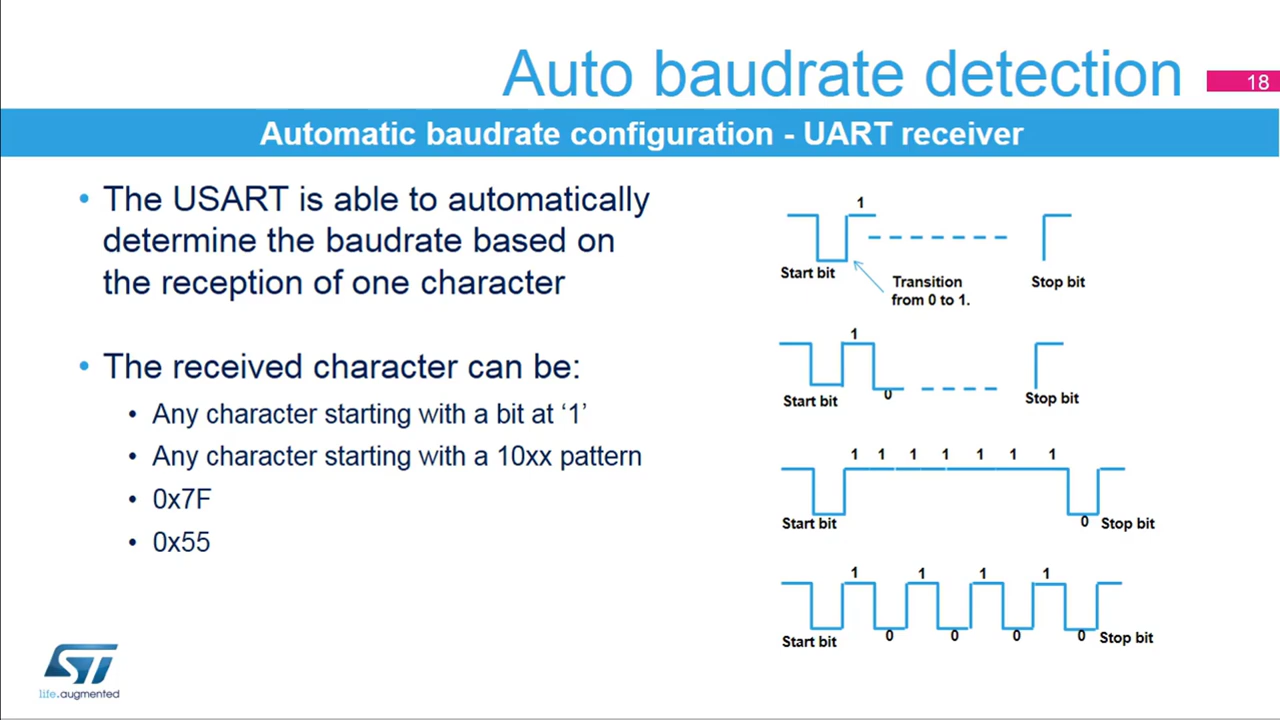 Auto baudrate detection
18
Automatic baudrate configuration - UART receiver
• The USART is able to automatically
determine the baudrate based on
the reception of one character
• The received character can be:
• Any character starting with a bit at ‘1’
• Any character starting with a 10xx pattern
• 0x7F
• 0x55
1
Start bit
Transition
from 0 to 1.
Stop bit
1
Start bit
0
Stop bit
1 1 1 1 1 1 1
Start bit
0 Stop bit
1 1 1 1
Start bit
0 0 0 0 Stop bit
ST
life.augmented